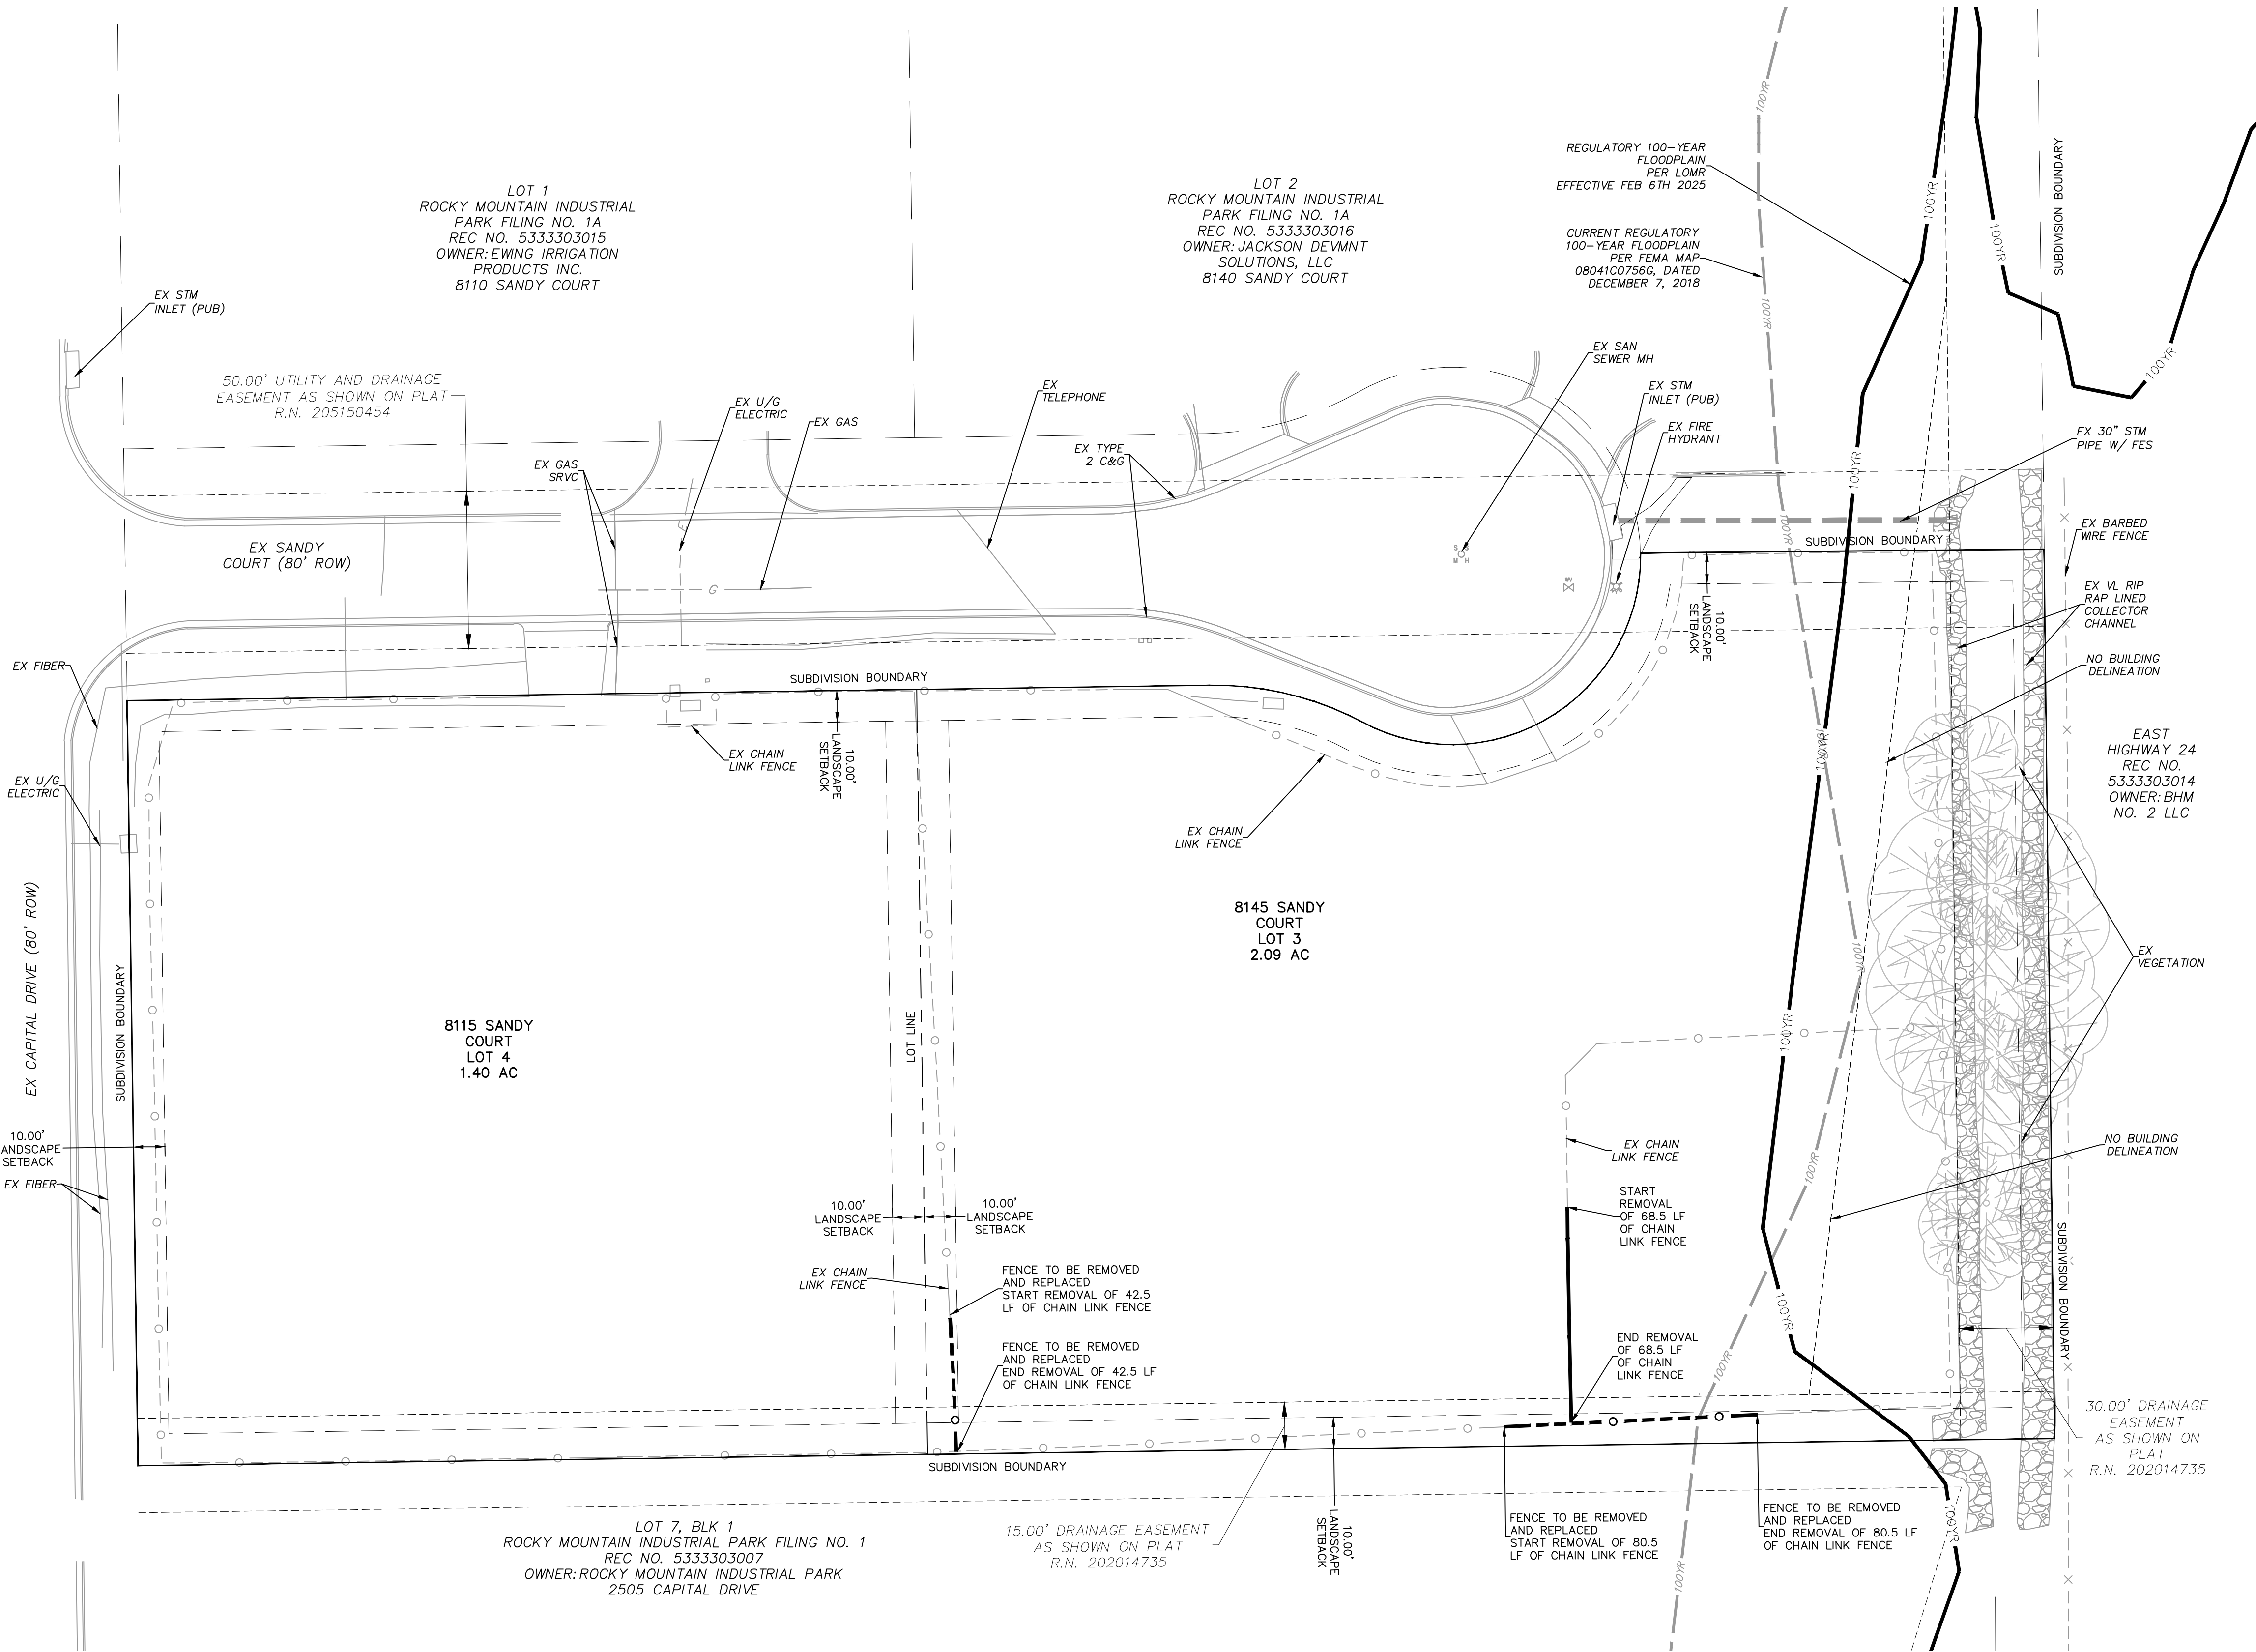 LOT 1
ROCKY MOUNTAIN INDUSTRIAL
PARK FILING NO. 1A
REC NO. 5333303015
OWNER: EWING IRRIGATION
PRODUCTS INC.
8110 SANDY COURT
LOT 2
ROCKY MOUNTAIN INDUSTRIAL
PARK FILING NO. 1A
REC NO. 5333303016
OWNER: JACKSON DEVMNT
SOLUTIONS, LLC
8140 SANDY COURT
REGULATORY 100-YEAR
FLOODPLAIN
PER LOMR
EFFECTIVE FEB 6TH 2025
CURRENT REGULATORY
100-YEAR FLOODPLAIN
PER FEMA MAP
08041C0756G, DATED
DECEMBER 7, 2018
100YR
100YR
100YR
100YR
100YR
SUBDIVISION BOUNDARY
EX STM
INLET (PUB)
50.00' UTILITY AND DRAINAGE
EASEMENT AS SHOWN ON PLAT
R.N. 205150454
EX U/G
ELECTRIC
EX GAS
EX TELEPHONE
EX SAN
SEWER MH
EX STM
INLET (PUB)
EX FIRE
HYDRANT
EX TYPE
2 C&G
EX GAS
SRVC
100YR
EX 30" STM
PIPE W/ FES
EX SANDY
COURT (80' ROW)
E
G
S S
M H
WV
100YR
SUBDIVISION BOUNDARY
EX BARBED
WIRE FENCE
EX VL RIP
RAP LINED
COLLECTOR
CHANNEL
10.00'
LANDSCAPE
SETBACK
EX FIBER
NO BUILDING
DELINEATION
SUBDIVISION BOUNDARY
EX U/G
ELECTRIC
EX CHAIN
LINK FENCE
10.00'
LANDSCAPE
SETBACK
100YR
100YR
EAST
HIGHWAY 24
REC NO.
5333303014
OWNER: BHM
NO. 2 LLC
EX CHAIN
LINK FENCE
EX CAPITAL DRIVE (80' ROW)
SUBDIVISION BOUNDARY
8145 SANDY
COURT
LOT 3
2.09 AC
100YR
EX
VEGETATION
8115 SANDY
COURT
LOT 4
1.40 AC
LOT LINE
100YR
10.00'
ANDSCAPE
SETBACK
EX FIBER
EX CHAIN
LINK FENCE
100YR
NO BUILDING
DELINEATION
10.00'
LANDSCAPE
SETBACK
10.00'
LANDSCAPE
SETBACK
START
REMOVAL
OF 68.5 LF
OF CHAIN
LINK FENCE
SUBDIVISION BOUNDARY
EX CHAIN
LINK FENCE
FENCE TO BE REMOVED
AND REPLACED
START REMOVAL OF 42.5
LF OF CHAIN LINK FENCE
100YR
FENCE TO BE REMOVED
AND REPLACED
END REMOVAL OF 42.5 LF
OF CHAIN LINK FENCE
END REMOVAL
OF 68.5 LF
OF CHAIN
LINK FENCE
100YR
30.00' DRAINAGE
EASEMENT
AS SHOWN ON
PLAT
R.N. 202014735
SUBDIVISION BOUNDARY
LOT 7, BLK 1
ROCKY MOUNTAIN INDUSTRIAL PARK FILING NO. 1
REC NO. 5333303007
OWNER: ROCKY MOUNTAIN INDUSTRIAL PARK
2505 CAPITAL DRIVE
15.00' DRAINAGE EASEMENT
AS SHOWN ON PLAT
R.N. 202014735
10.00'
LANDSCAPE
SETBACK
FENCE TO BE REMOVED
AND REPLACED
START REMOVAL OF 80.5
LF OF CHAIN LINK FENCE
FENCE TO BE REMOVED
AND REPLACED
END REMOVAL OF 80.5 LF
OF CHAIN LINK FENCE
100YR
100YR